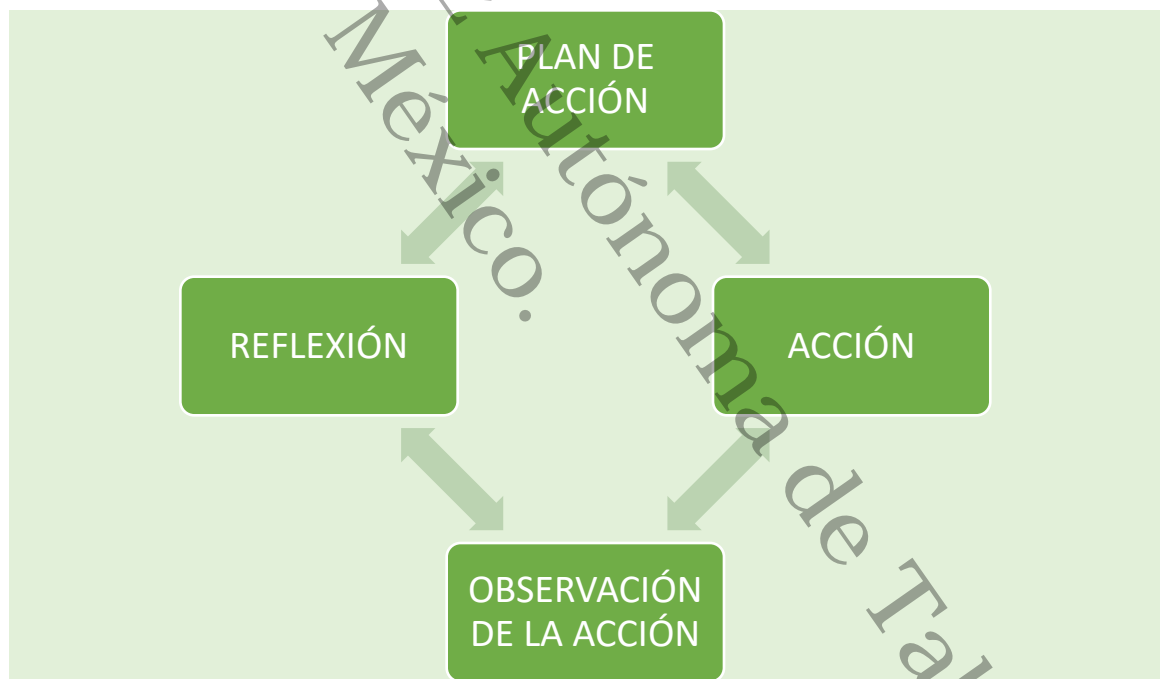 PLAN DE
ACCIÓN
REFLEXIÓN
ACCIÓN
OBSERVACIÓN
DE LA ACCIÓN
Autónoma de
México.